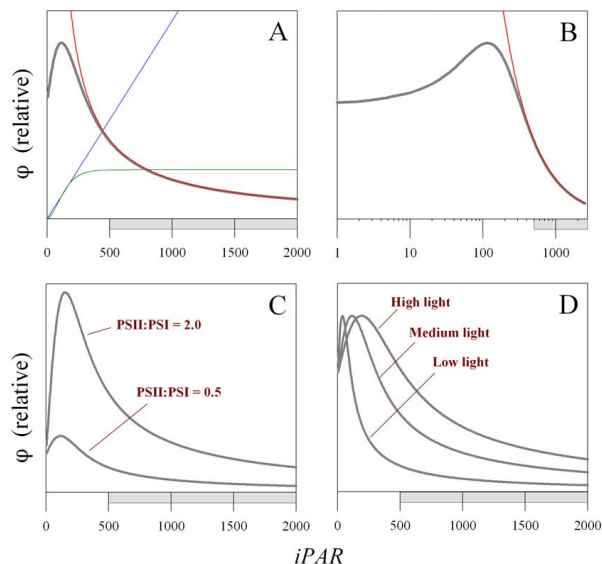 A
B
φ (relative)
0 500 1000 1500 2000
1 10 100 1000
C
D
φ (relative)
PSII:PSI = 2.0
PSII:PSI = 0.5
High light
Medium light
Low light
0 500 1000 1500 2000
0 500 1000 1500 2000
iPAR